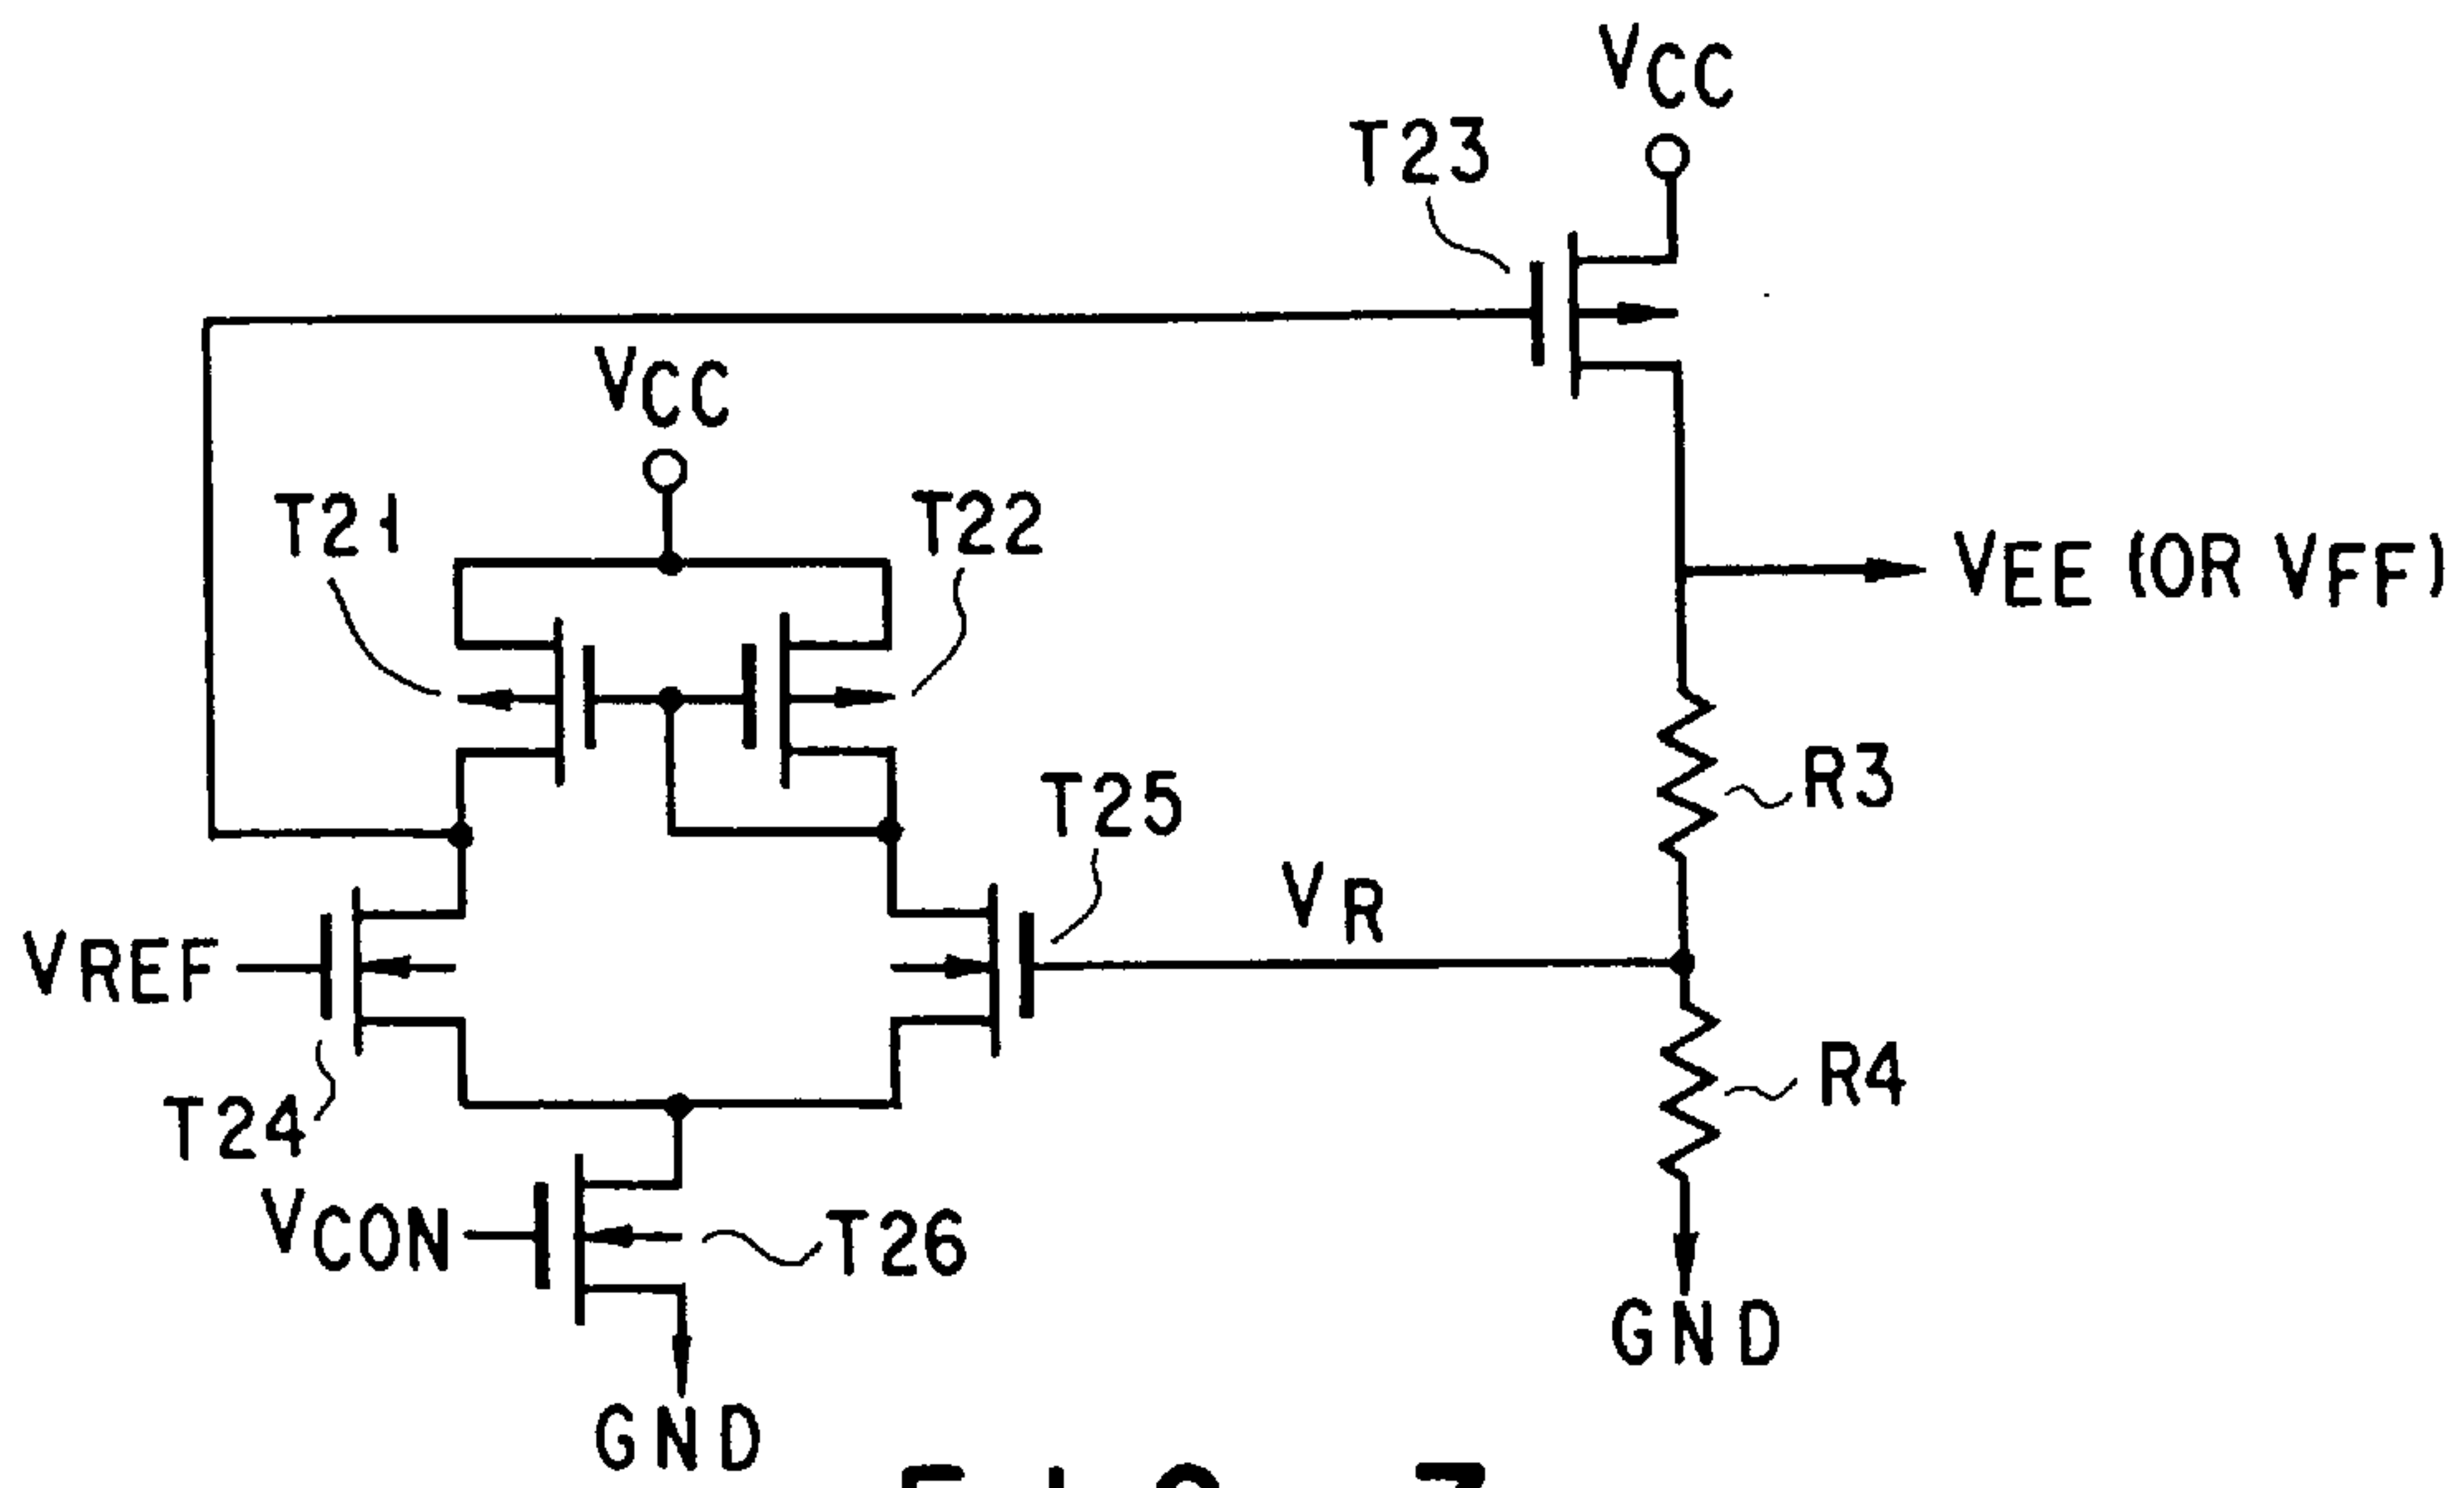 VCC
T23
VCC
T21
T22
VEE (OR VFF)
T25
R3
VR
VREF
R4
T24
VCON
T26
GND
GND